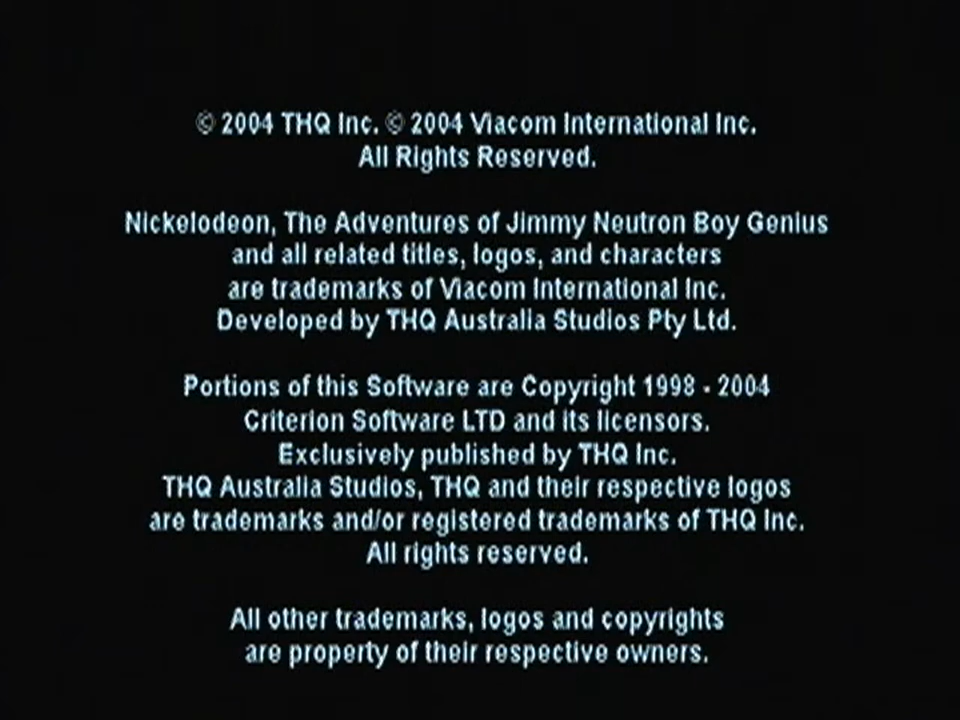 © 2004 THQ Inc. © 2004 Viacom International Inc.
All Rights Reserved.
Nickelodeon, The Adventures of Jimmy Neutron Boy Genius
and all related titles, logos, and characters
are trademarks of Viacom International Inc.
Developed by THQ Australia Studios Pty Ltd.
Portions of this Software are Copyright 1998 - 2004
Criterion Software LTD and its licensors.
Exclusively published by THQ Inc.
THQ Australia Studios, THQ and their respective logos
are trademarks and/or registered trademarks of THQ Inc.
All rights reserved.
All other trademarks, logos and copyrights
are property of their respective owners.